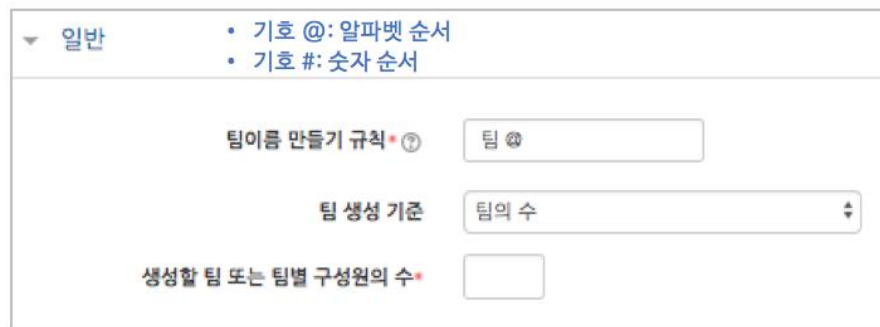 일반
• 기호 @: 알파벳 순서
• 기호 #: 숫자 순서
팀이름 만들기 규칙* 팀 @
팀 생성 기준 팀의 수
생성할 팀 또는 팀별 구성원의 수*